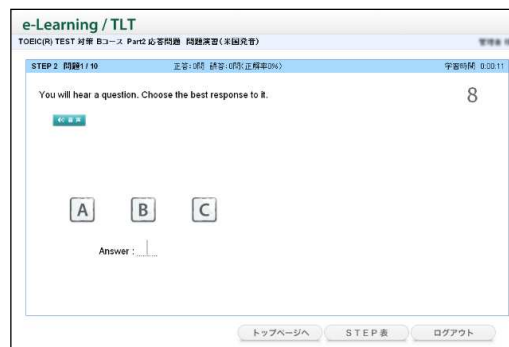 e-Learning / TLT
TOEIC(R) TEST 対策 Bコース Part2 応答問題 問題演習(米国発音)
STEP 2 問題1 / 10 正答:0問 誤答:0問(正解率0%) 学習時間 0:00:11
You will hear a question. Choose the best response to it.
8
音声
A B C
Answer :
トップページへ STEP表 ログアウト